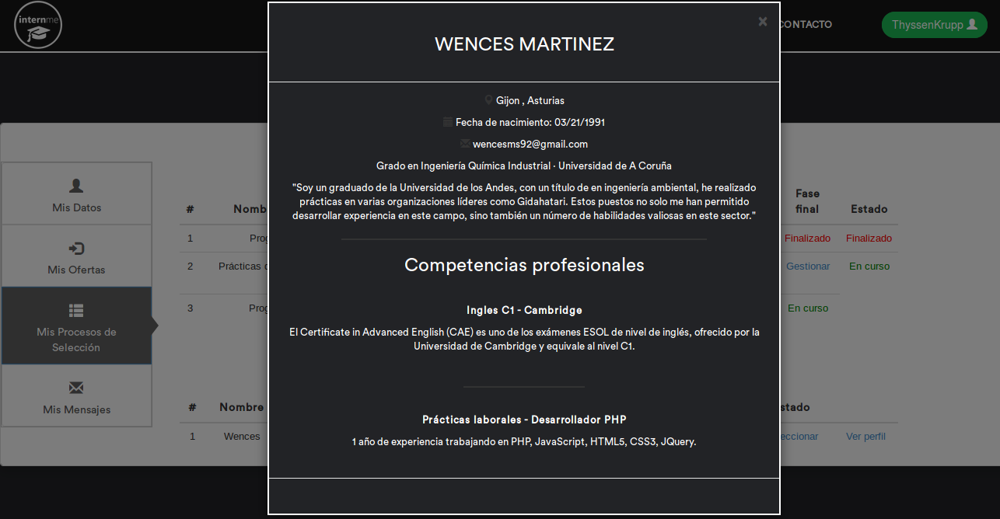 internme
CONTACTO
ThyssenKrupp
×
WENCES MARTINEZ
Gijon , Asturias
Fecha de nacimiento: 03/21/1991
wencesms92@gmail.com
Grado en Ingeniería Química Industrial · Universidad de A Coruña
"Soy un graduado de la Universidad de los Andes, con un título de en ingeniería ambiental, he realizado
prácticas en varias organizaciones líderes como Gidahatari. Estos puestos no solo me han permitido
desarrollar experiencia en este campo, sino también un número de habilidades valiosas en este sector."
Competencias profesionales
Ingles C1 - Cambridge
El Certificate in Advanced English (CAE) es uno de los exámenes ESOL de nivel de inglés, ofrecido por la
Universidad de Cambridge y equivale al nivel C1.
Prácticas laborales - Desarrollador PHP
1 año de experiencia trabajando en PHP, JavaScript, HTML5, CSS3, JQuery.
Mis Datos
Mis Ofertas
Mis Procesos de
Selección
Mis Mensajes
# Nomb Fase
final Estado
1 Prog Finalizado Finalizado
2 Prácticas d Gestionar En curso
3 Prog En curso
# Nombre stado
1 Wences eccionar Ver perfil